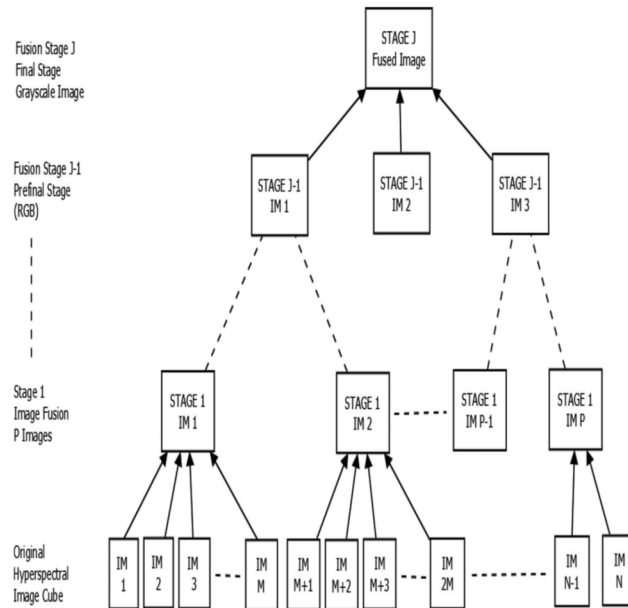 Fusion Stage J
Final Stage
Grayscale Image
STAGE J
Fused Image
Fusion Stage J-1
Prefinal Stage
(RGB)
STAGE J-1
IM 1
STAGE J-1
IM 2
STAGE J-1
IM 3
Stage 1
Image Fusion
P Images
STAGE 1
IM 1
STAGE 1
IM 2
STAGE 1
IM P-1
STAGE 1
IM P
Original
Hyperspectral
Image Cube
IM
1
IM
2
IM
3
IM
M
IM
M+1
IM
M+2
IM
M+3
IM
2M
IM
N-1
IM
N